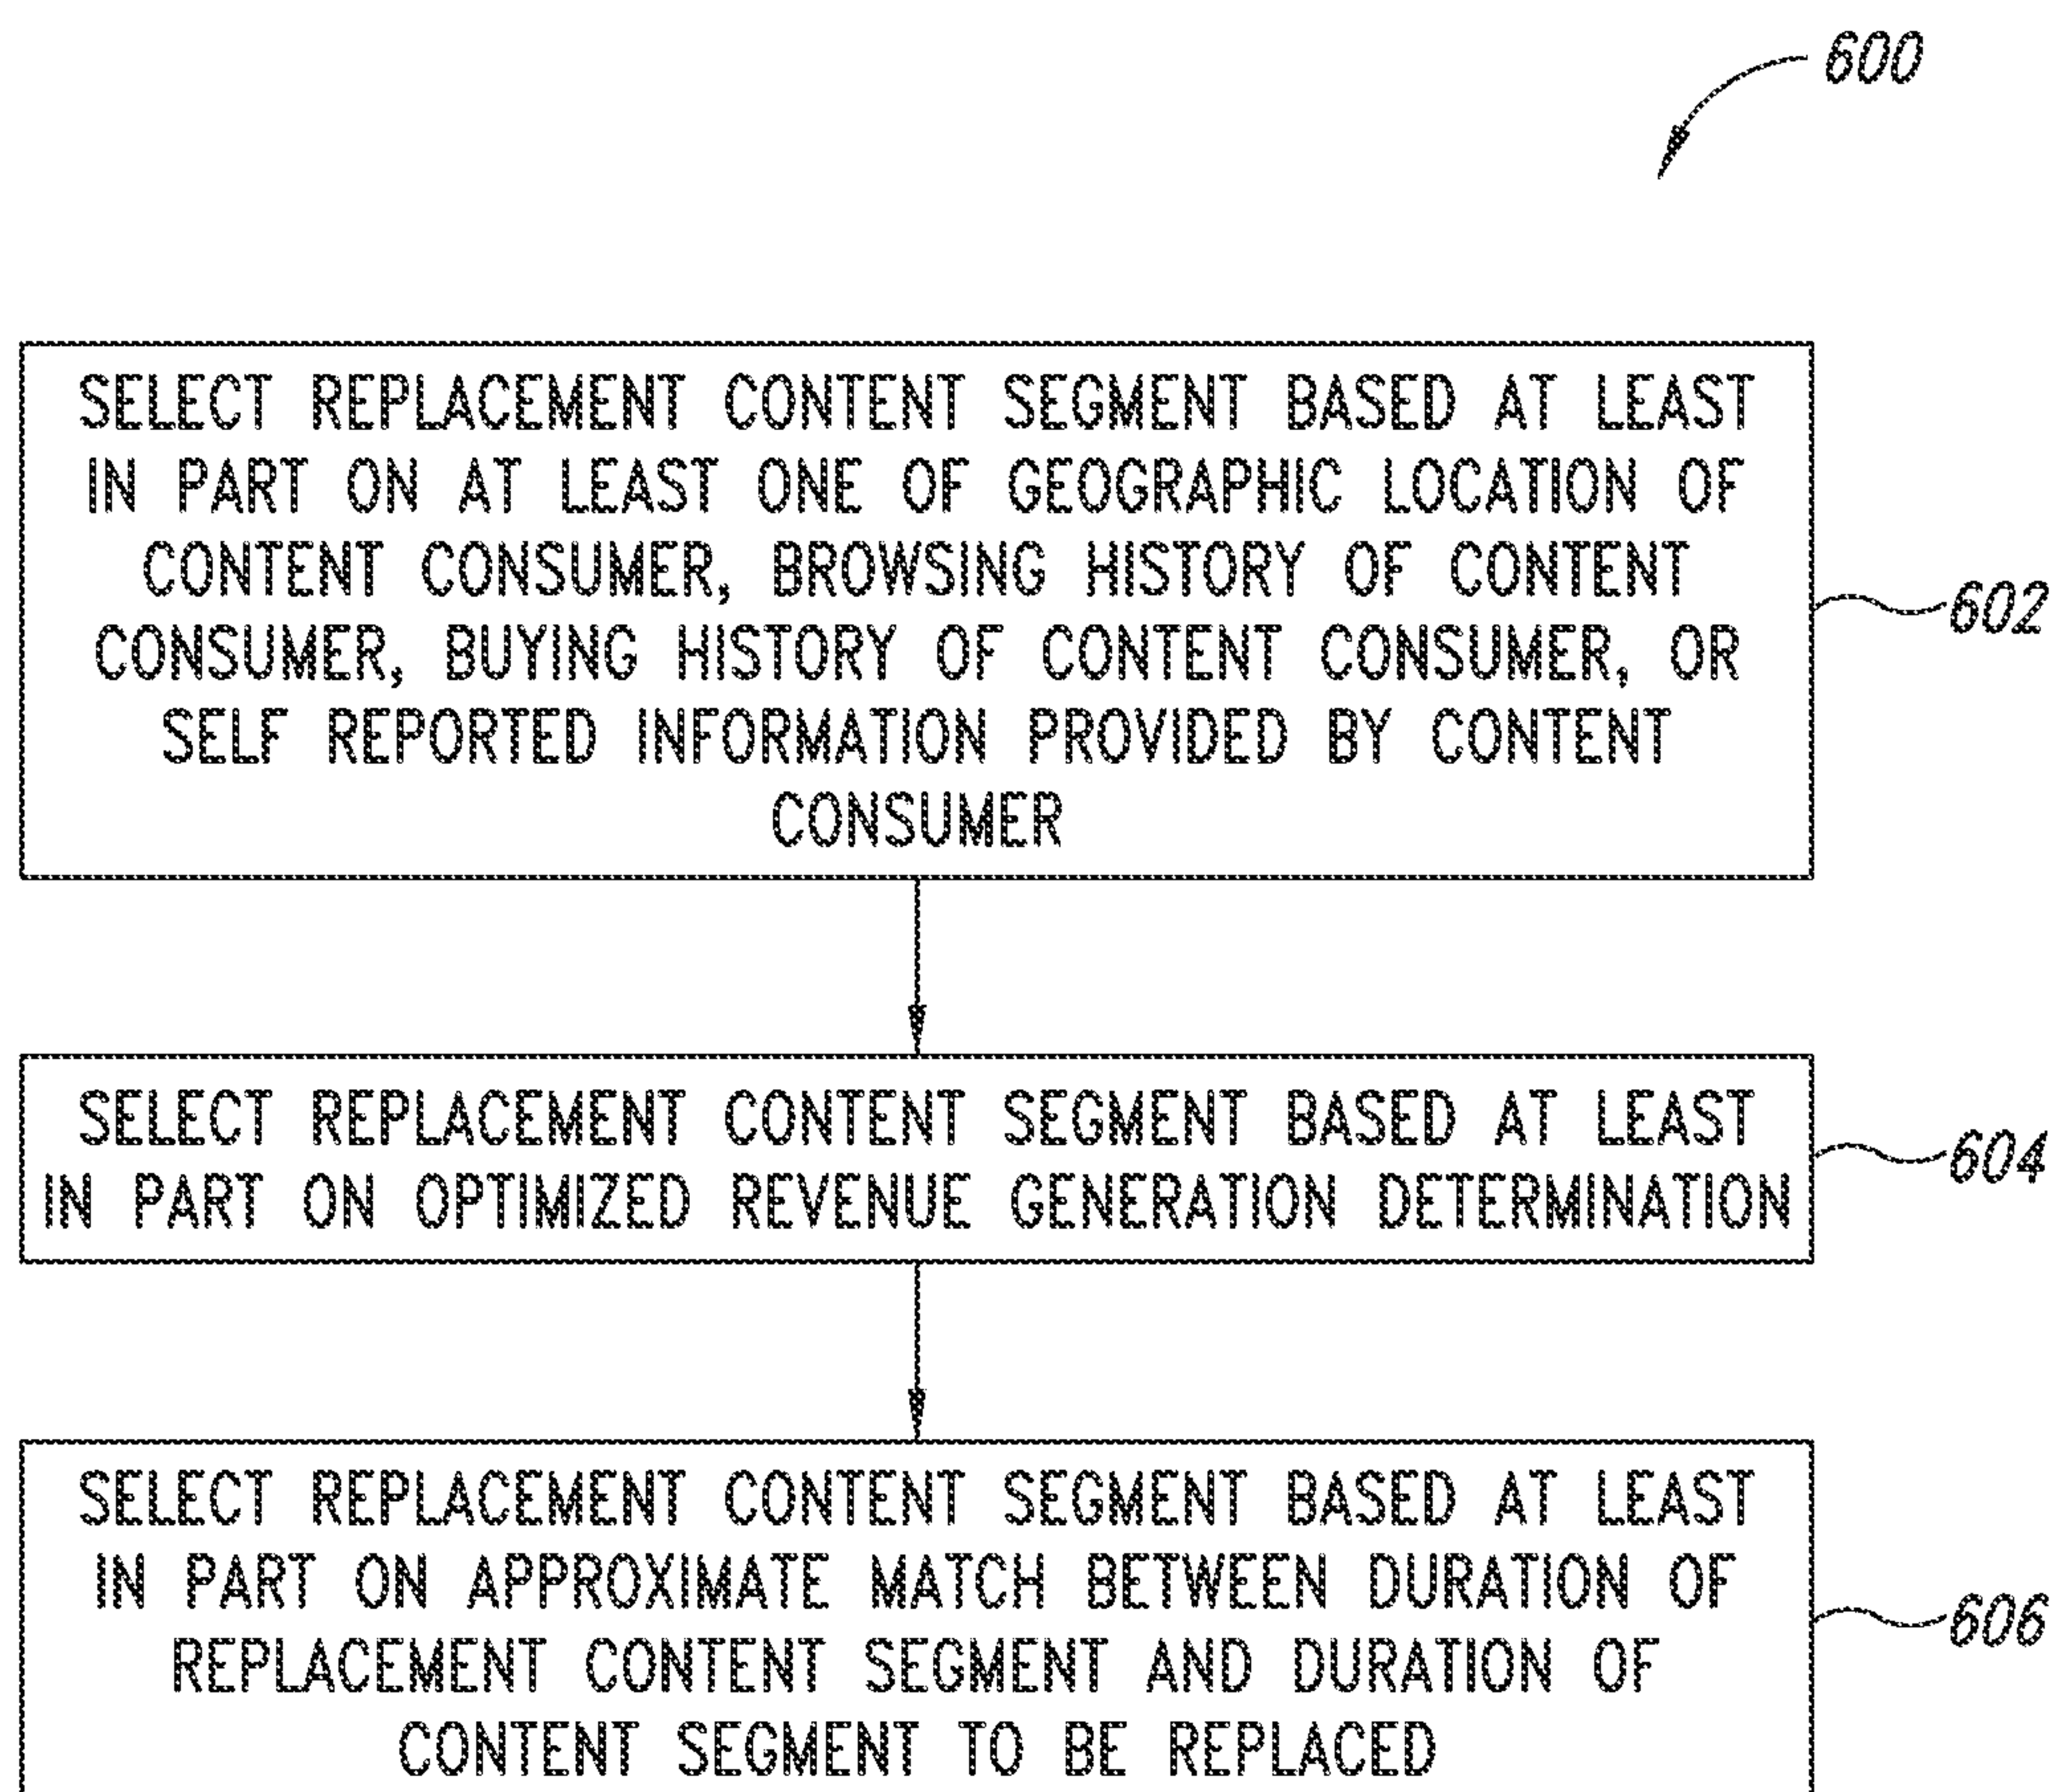 600
SELECT REPLACEMENT CONTENT SEGMENT BASED AT LEAST
IN PART ON AT LEAST ONE OF GEOGRAPHIC LOCATION OF
CONTENT CONSUMER, BROWSING HISTORY OF CONTENT
CONSUMER, BUYING HISTORY OF CONTENT CONSUMER, OR
SELF REPORTED INFORMATION PROVIDED BY CONTENT
CONSUMER
602
SELECT REPLACEMENT CONTENT SEGMENT BASED AT LEAST
IN PART ON OPTIMIZED REVENUE GENERATION DETERMINATION
604
SELECT REPLACEMENT CONTENT SEGMENT BASED AT LEAST
IN PART ON APPROXIMATE MATCH BETWEEN DURATION OF
REPLACEMENT CONTENT SEGMENT AND DURATION OF
CONTENT SEGMENT TO BE REPLACED
606